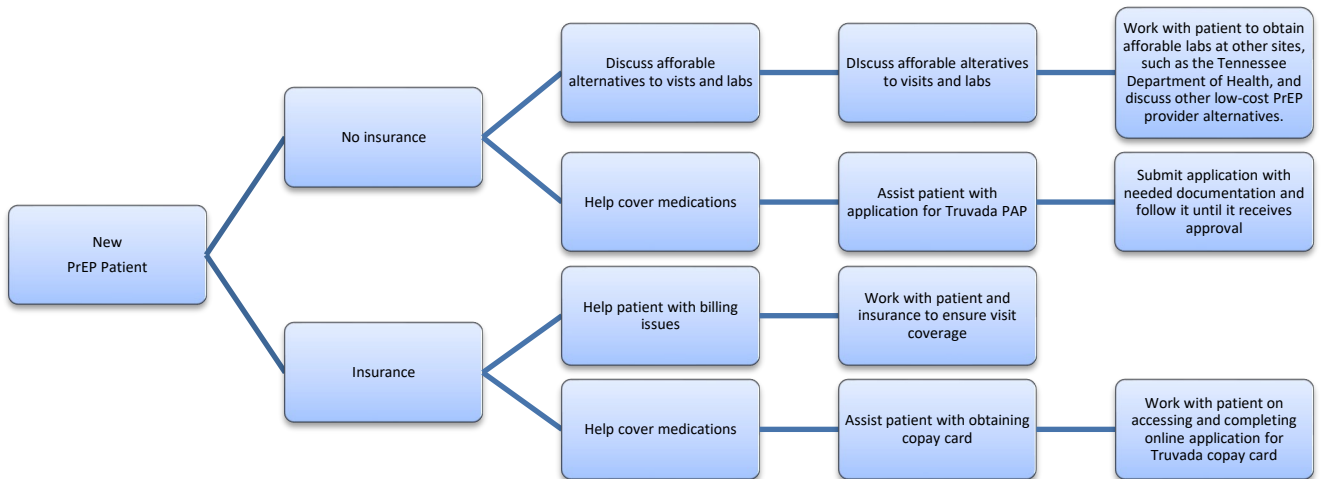 New
PrEP Patient
No insurance
Discuss afforable
alternatives to vists and labs
DIscuss afforable alteratives
to visits and labs
Work with patient to obtain
afforable labs at other sites,
such as the Tennessee
Department of Health, and
discuss other low-cost PrEP
provider alternatives.
Help cover medications
Assist patient with
application for Truvada PAP
Submit application with
needed documentation and
follow it until it receives
approval
Insurance
Help patient with billing
issues
Work with patient and
insurance to ensure visit
coverage
Help cover medications
Assist patient with obtaining
copay card
Work with patient on
accessing and completing
online application for
Truvada copay card